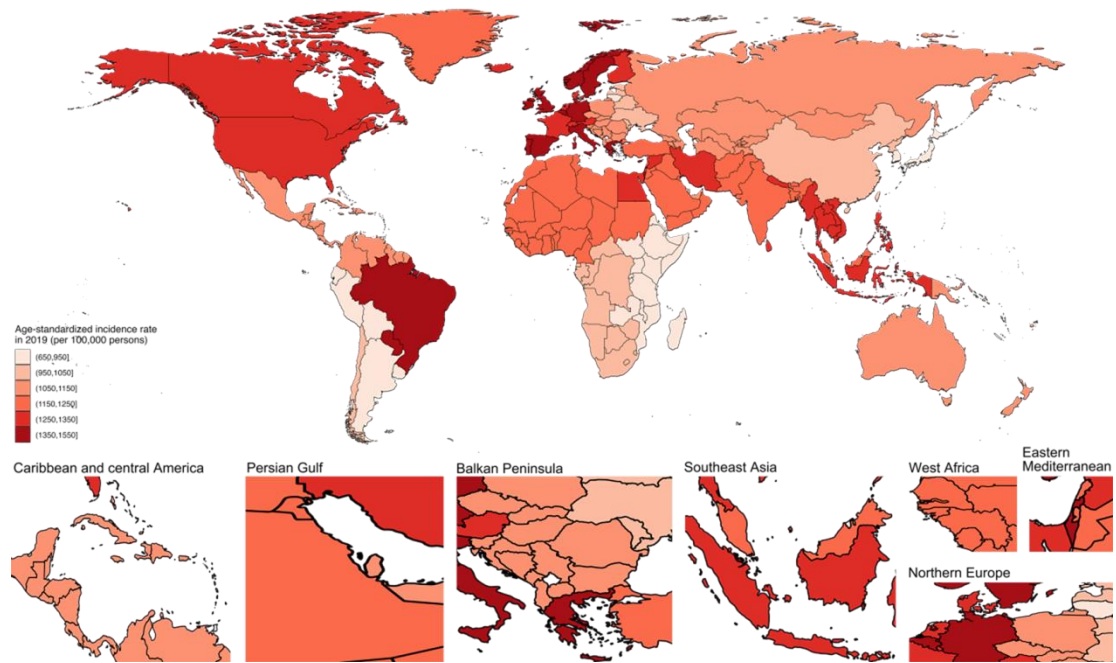 Age-standardized incidence rate
in 2019 (per 100,000 persons)
(650,950]
(950,1050]
(1050,1150]
(1150,1250]
(1250,1350]
(1350,1550]
Caribbean and central America
Persian Gulf
Balkan Peninsula
Southeast Asia
West Africa
Eastern
Mediterranean
Northern Europe